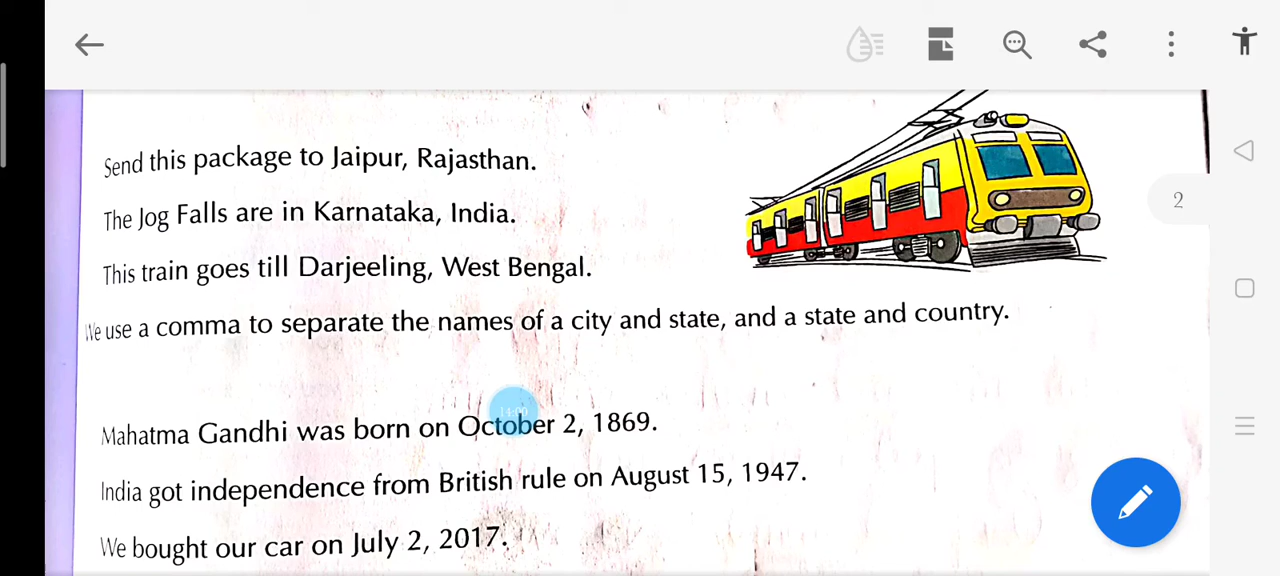 2
Send this package to Jaipur, Rajasthan.
The Jog Falls are in Karnataka, India.
This train goes till Darjeeling, West Bengal.
We use a comma to separate the names of a city and state, and a state and country.
14:00
Mahatma Gandhi was born on October 2, 1869.
India got independence from British rule on August 15, 1947.
We bought our car on July 2, 2017.